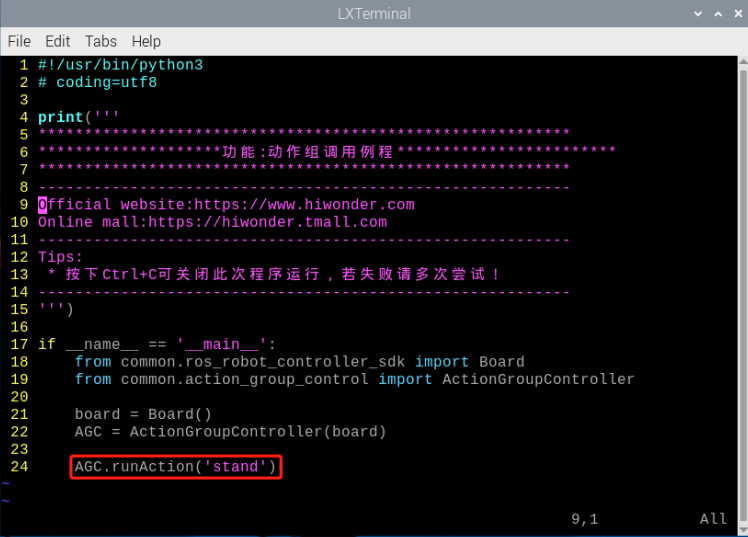 LXTerminal
File Edit Tabs Help
1 #!/usr/bin/python3
2 # coding=utf8
3
4 print('''
5 **********************************************************
6 ********************功能:动作组调用例程************************
7 **********************************************************
8 ----------------------------------------------------------
9 Official website:https://www.hiwonder.com
10 Online mall:https://hiwonder.tmall.com
11 ----------------------------------------------------------
12 Tips:
13  * 按下Ctrl+C可关闭此次程序运行，若失败请多次尝试！
14 ----------------------------------------------------------
15 ''')
16
17 if __name__ == '__main__':
18     from common.ros_robot_controller_sdk import Board
19     from common.action_group_control import ActionGroupController
20
21     board = Board()
22     AGC = ActionGroupController(board)
23
24     AGC.runAction('stand')
~
~
9,1 All